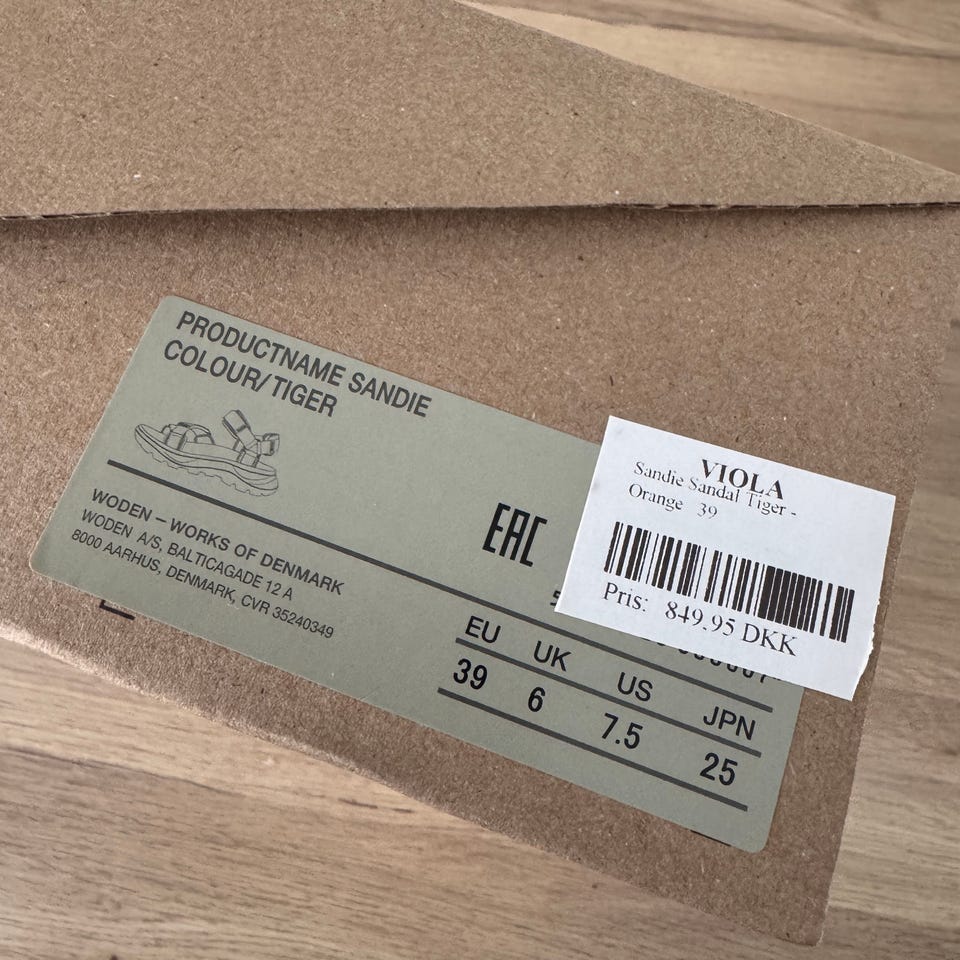 PRODUCTNAME SANDIE
COLOUR/TIGER
WODEN – WORKS OF DENMARK
WODEN A/S, BALTICAGADE 12 A
8000 AARHUS, DENMARK, CVR 35240349
EAC
VIOLA
Sandie Sandal Tiger -
Orange 39
Pris: 849.95 DKK
EU UK US JPN
39 6 7.5 25